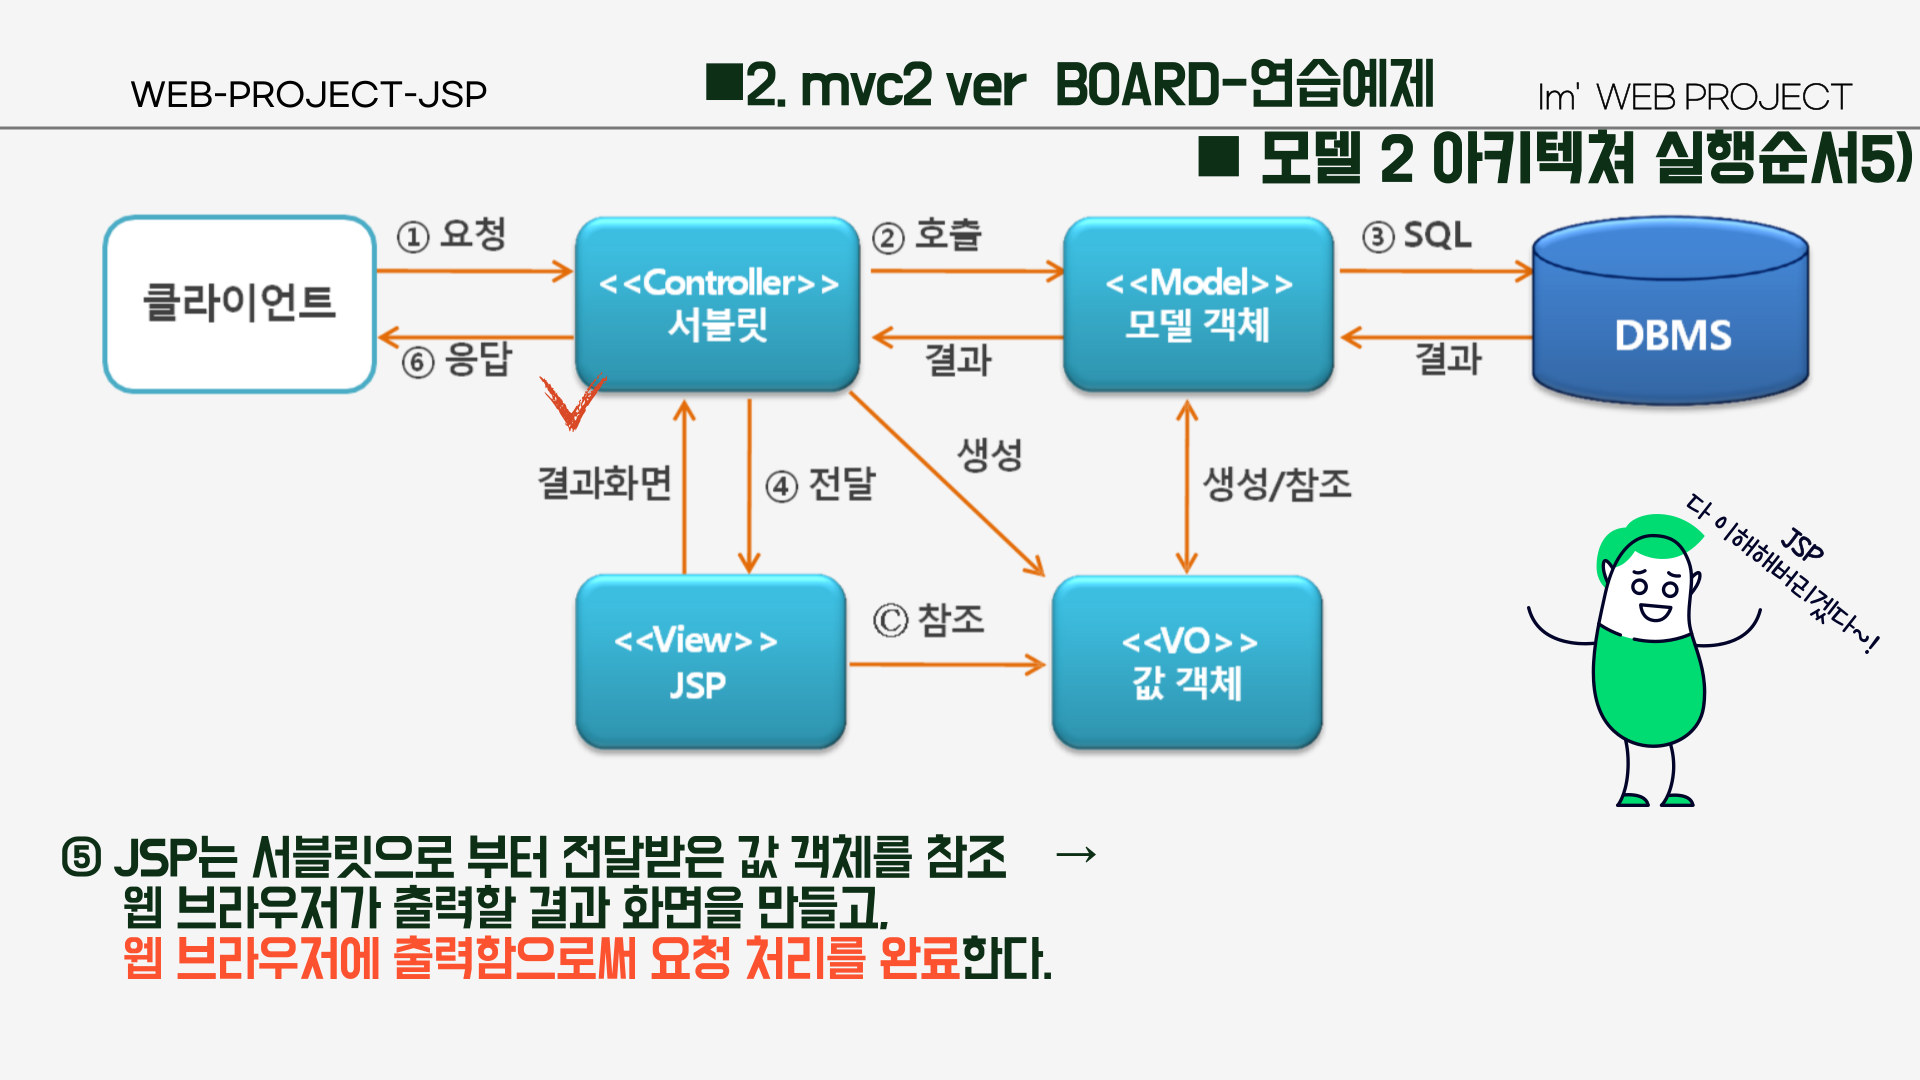 WEB-PROJECT-JSP
■2. mvc2 ver BOARD-연습예제
Im' WEB PROJECT
■ 모델 2 아키텍쳐 실행순서5)
① 요청
② 호출
③ SQL
클라이언트
<<Controller>>
서블릿
<<Model>>
모델 객체
DBMS
⑥ 응답
결과
결과
결과화면
④ 전달
생성
생성/참조
JSP
다 이해해버리겠다~!
<<View>>
JSP
Ⓒ 참조
<<VO>>
값 객체
⑤ JSP는 서블릿으로 부터 전달받은 값 객체를 참조 →
웹 브라우저가 출력할 결과 화면을 만들고,
웹 브라우저에 출력함으로써 요청 처리를 완료한다.